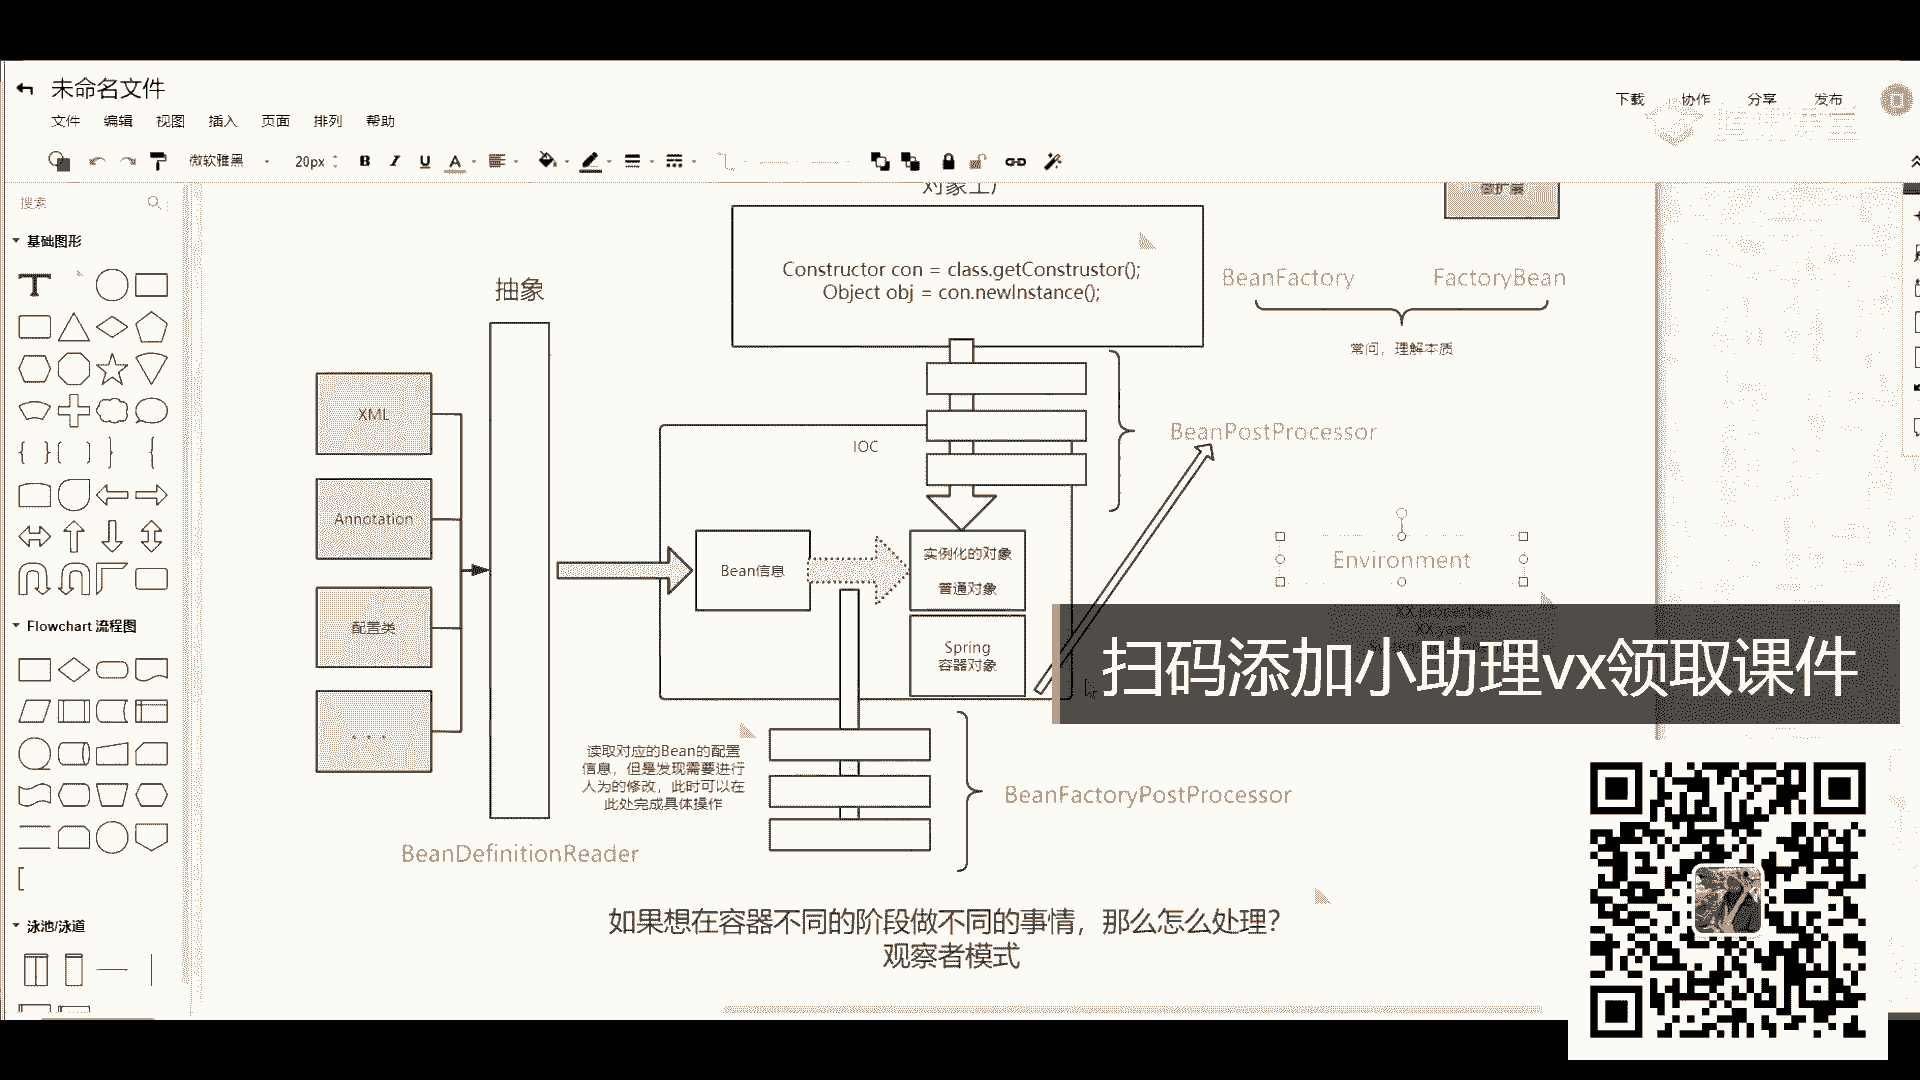 未命名文件
文件 编辑 视图 插入 页面 排列 帮助
下载 协作 分享 发布
微软雅黑 20px B I U A
搜索
基础图形
T
Flowchart 流程图
泳池/泳道
对象工厂
做扩展
Constructor con = class.getConstrustor();
Object obj = con.newInstance();
BeanFactory FactoryBean
常问，理解本质
抽象
XML
Annotation
配置类
. . .
IOC
BeanPostProcessor
Bean信息
实例化的对象
普通对象
Spring
容器对象
Environment
XX.properties
XX.yaml
扫码添加小助理vx领取课件
读取对应的Bean的配置
信息，但是发现需要进行
人为的修改，此时可以在
此处完成具体操作
BeanFactoryPostProcessor
BeanDefinitionReader
如果想在容器不同的阶段做不同的事情，那么怎么处理?
观察者模式